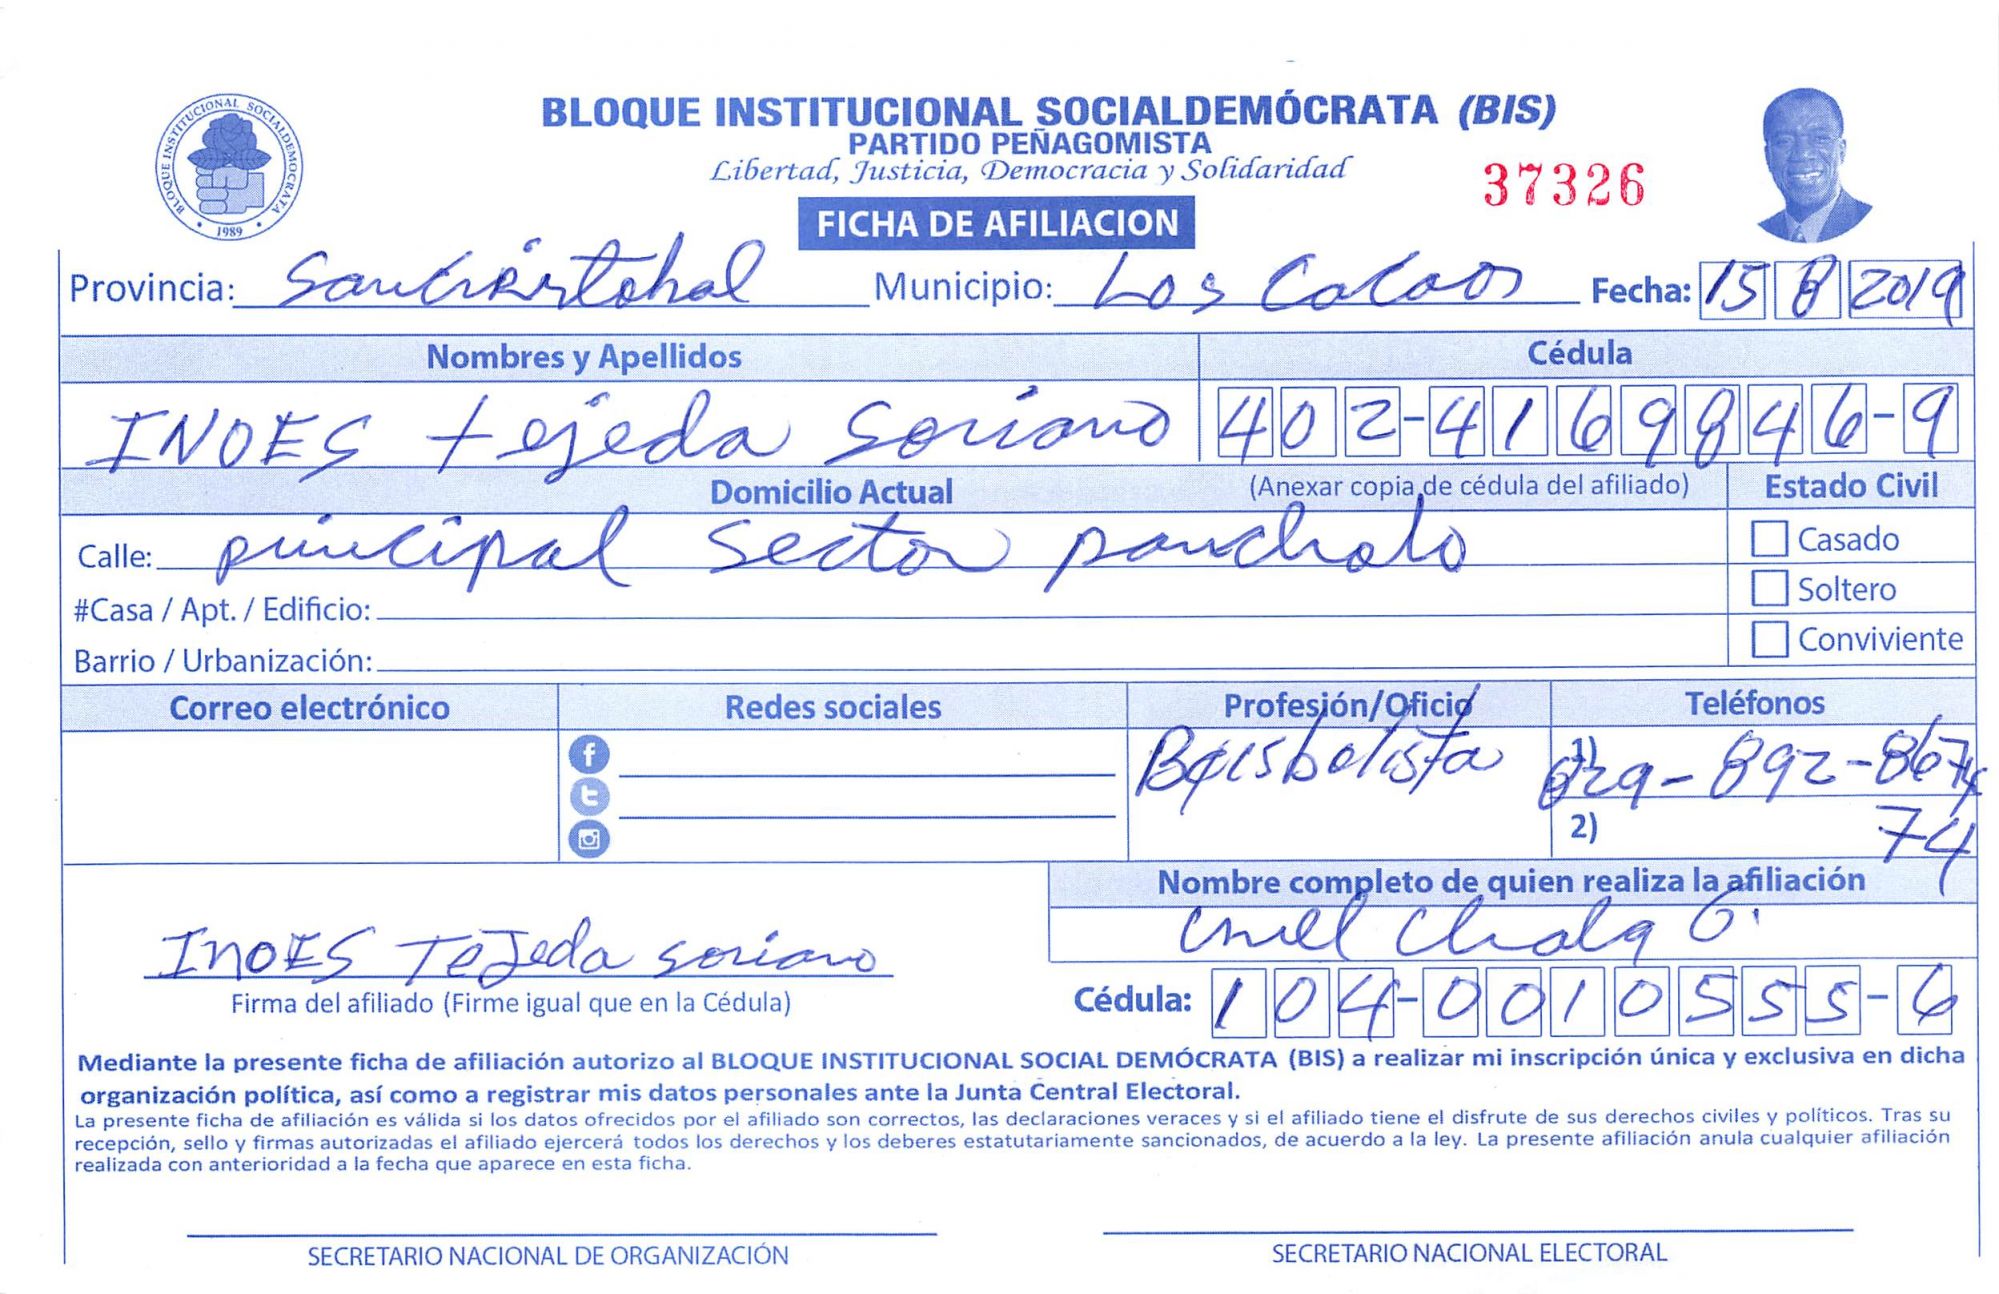 BLOQUE INSTITUCIONAL SOCIALDEMÓCRATA (BIS)
PARTIDO PEÑAGOMISTA
Libertad, Justicia, Democracia y Solidaridad
37326
BLOQUE INSTITUCIONAL SOCIALDEMOCRATA
1989
FICHA DE AFILIACION
Provincia: San Cristobal Municipio: Los Cacaos Fecha: 15 8 2019
Nombres y Apellidos Cédula
INOES tejeda Soriano 402-4169846-9
Domicilio Actual (Anexar copia de cédula del afiliado) Estado Civil
Calle: principal sector pancholo Casado
#Casa / Apt. / Edificio: Soltero
Barrio / Urbanización: Conviviente
Correo electrónico Redes sociales Profesión/Oficio Teléfonos
Beisbolista 1) 829-892-8674
2) 74
Nombre completo de quien realiza la afiliación
INOES TeJeda soriano
Firma del afiliado (Firme igual que en la Cédula) Cédula: 104-0010555-6
Mediante la presente ficha de afiliación autorizo al BLOQUE INSTITUCIONAL SOCIAL DEMÓCRATA (BIS) a realizar mi inscripción única y exclusiva en dicha
organización política, así como a registrar mis datos personales ante la Junta Central Electoral.
La presente ficha de afiliación es válida si los datos ofrecidos por el afiliado son correctos, las declaraciones veraces y si el afiliado tiene el disfrute de sus derechos civiles y políticos. Tras su
recepción, sello y firmas autorizadas el afiliado ejercerá todos los derechos y los deberes estatutariamente sancionados, de acuerdo a la ley. La presente afiliación anula cualquier afiliación
realizada con anterioridad a la fecha que aparece en esta ficha.
SECRETARIO NACIONAL DE ORGANIZACIÓN SECRETARIO NACIONAL ELECTORAL